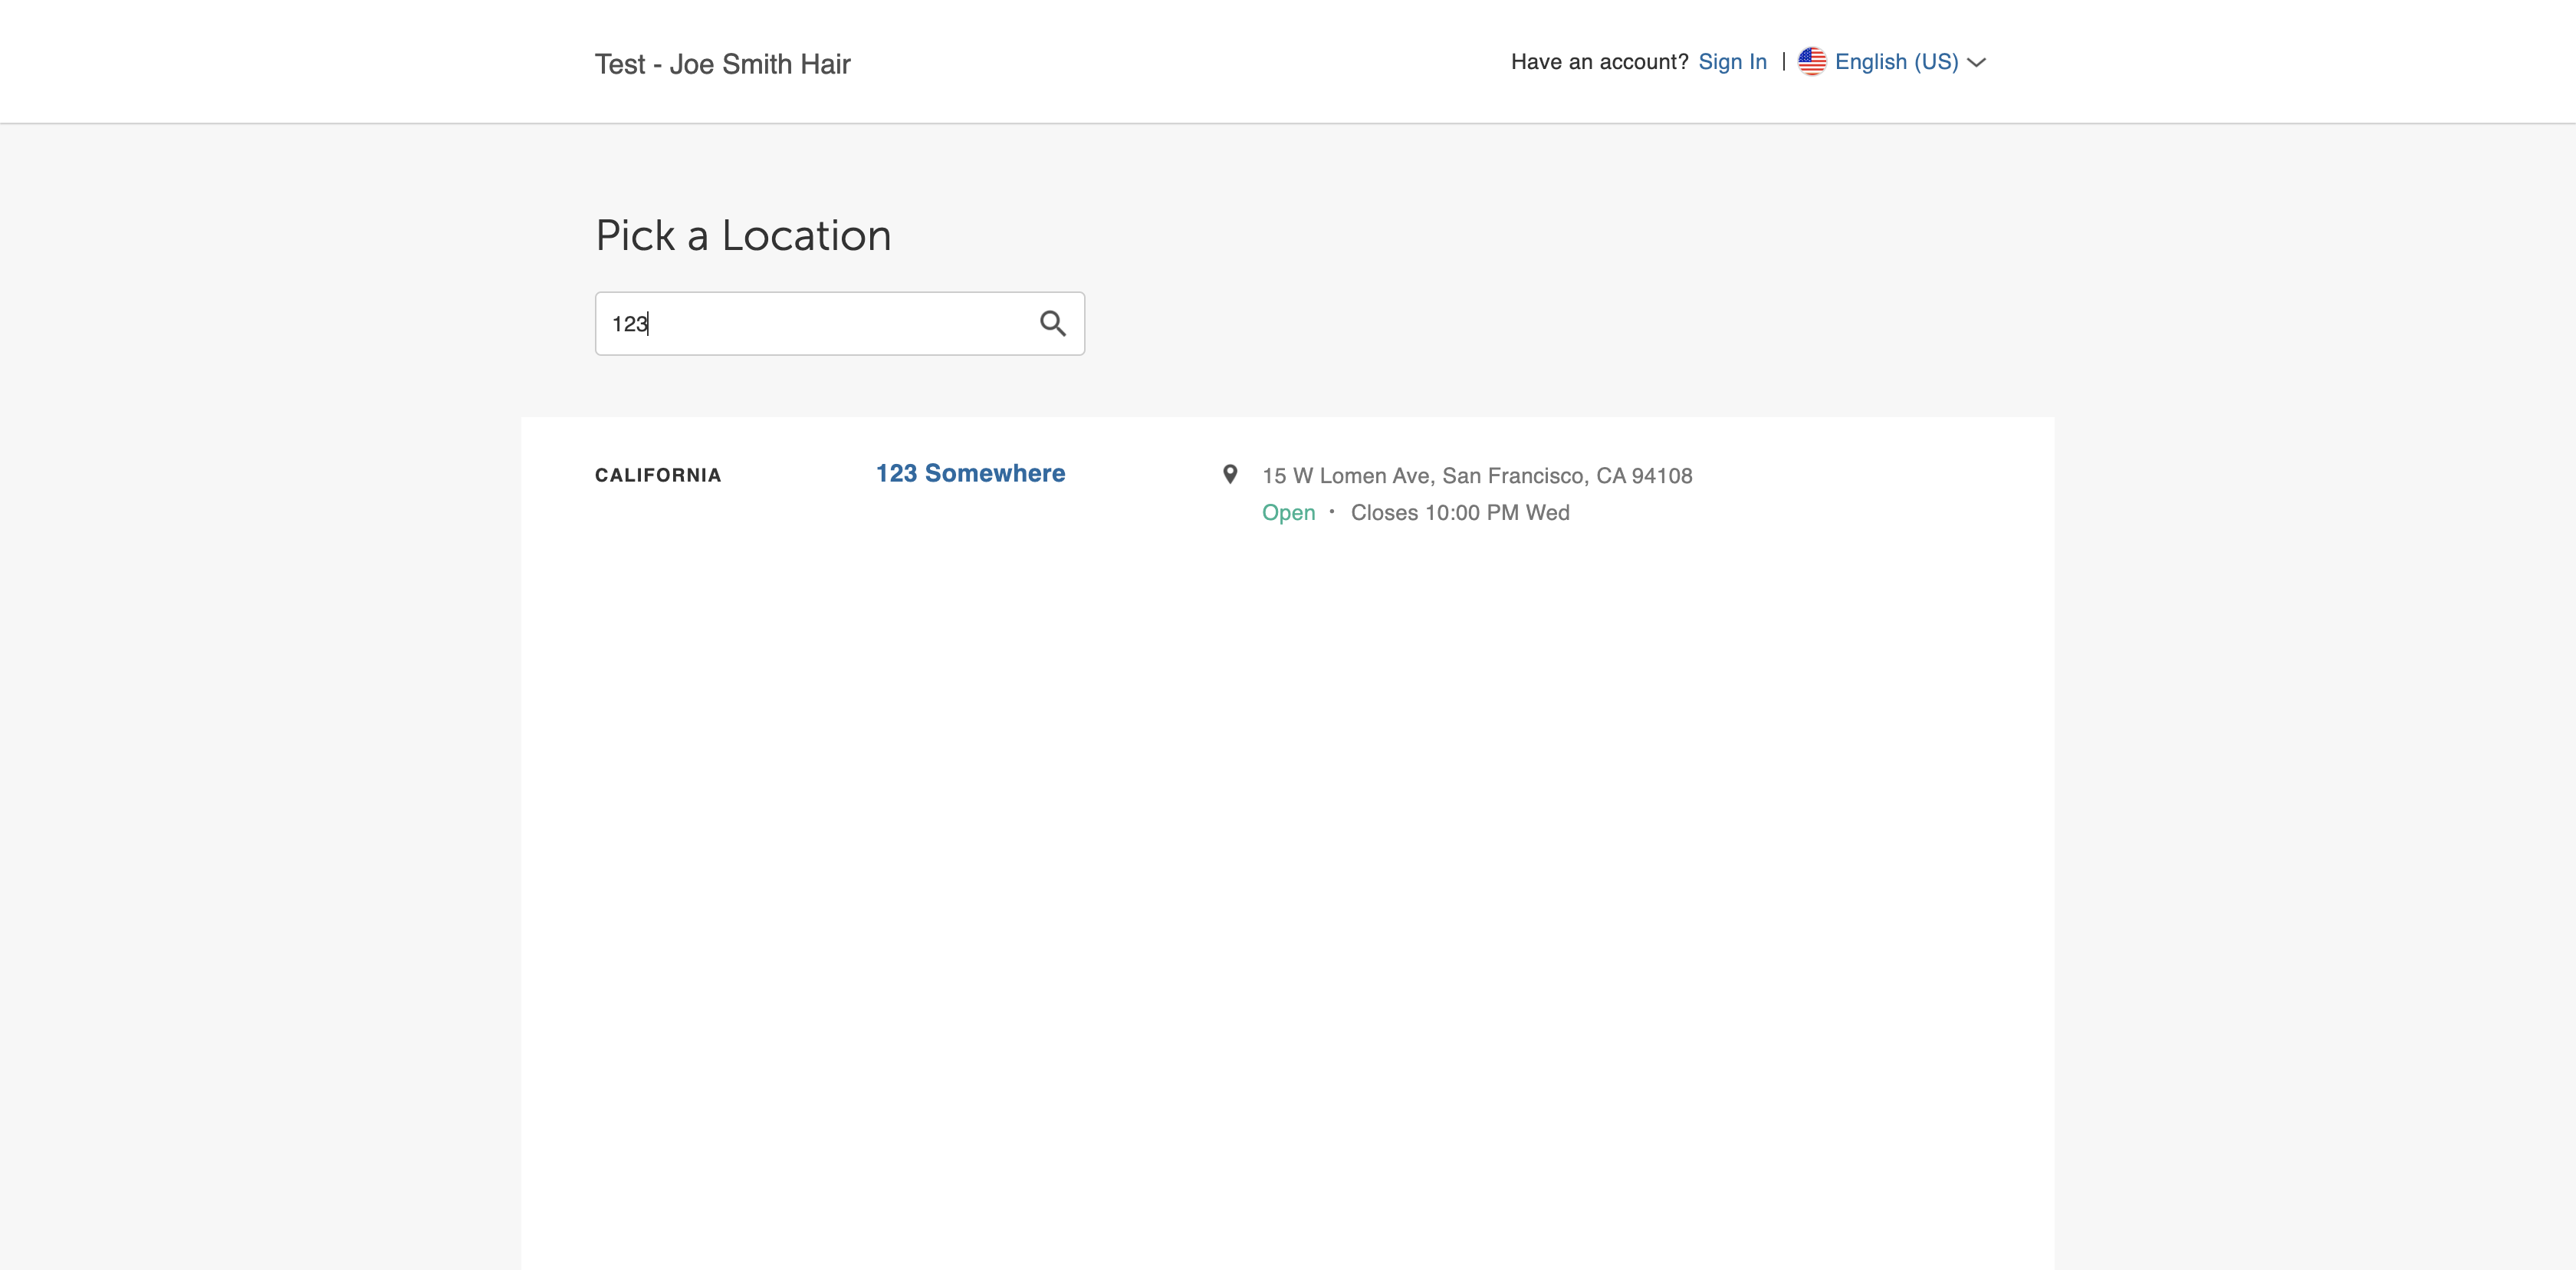 Test - Joe Smith Hair
Have an account? Sign In | English (US)
Pick a Location
123
CALIFORNIA
123 Somewhere
15 W Lomen Ave, San Francisco, CA 94108
Open • Closes 10:00 PM Wed